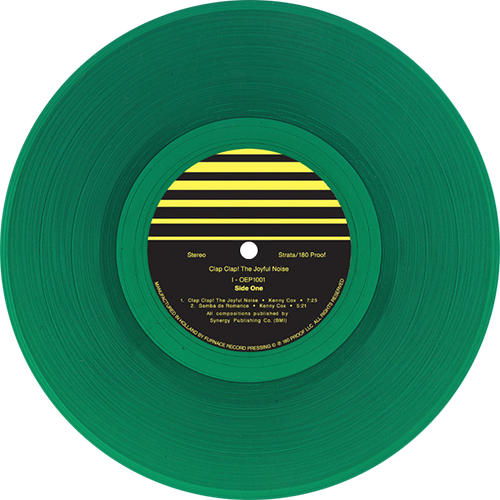 Stereo
Strata/180 Proof
Clap Clap! The Joyful Noise
I - OEP1001
Side One
1. Clap Clap! The Joyful Noise • Kenny Cox • 7:25
2. Samba de Romance • Kenny Cox • 5:21
All compositions published by
Synergy Publishing Co. (BMI)
MANUFACTURED IN HOLLAND BY FURNACE RECORD PRESSING © ℗ 180 PROOF LLC ALL RIGHTS RESERVED